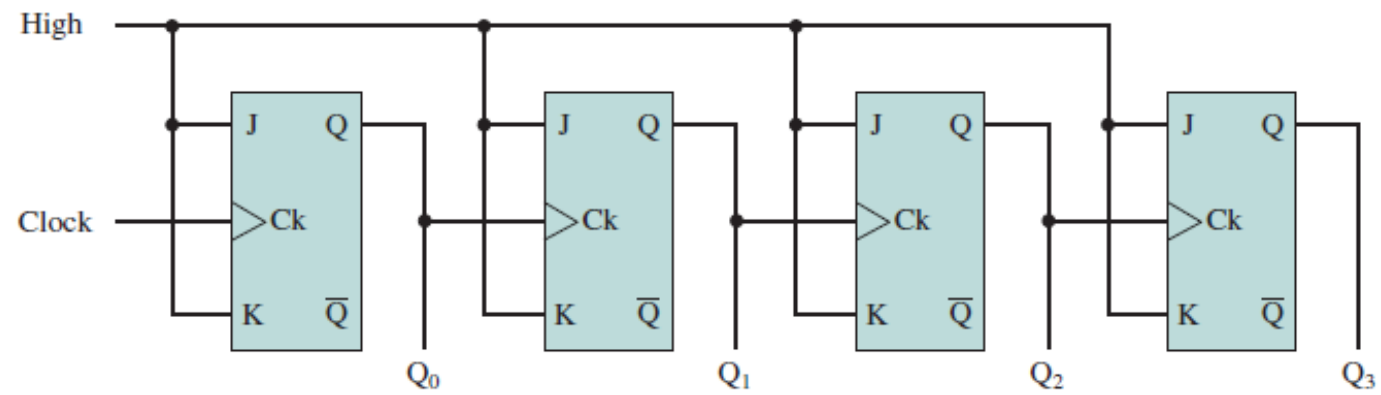 High
J Q J Q J Q J Q
Clock Ck Ck Ck Ck
K Q̅ K Q̅ K Q̅ K Q̅
Q₀ Q₁ Q₂ Q₃